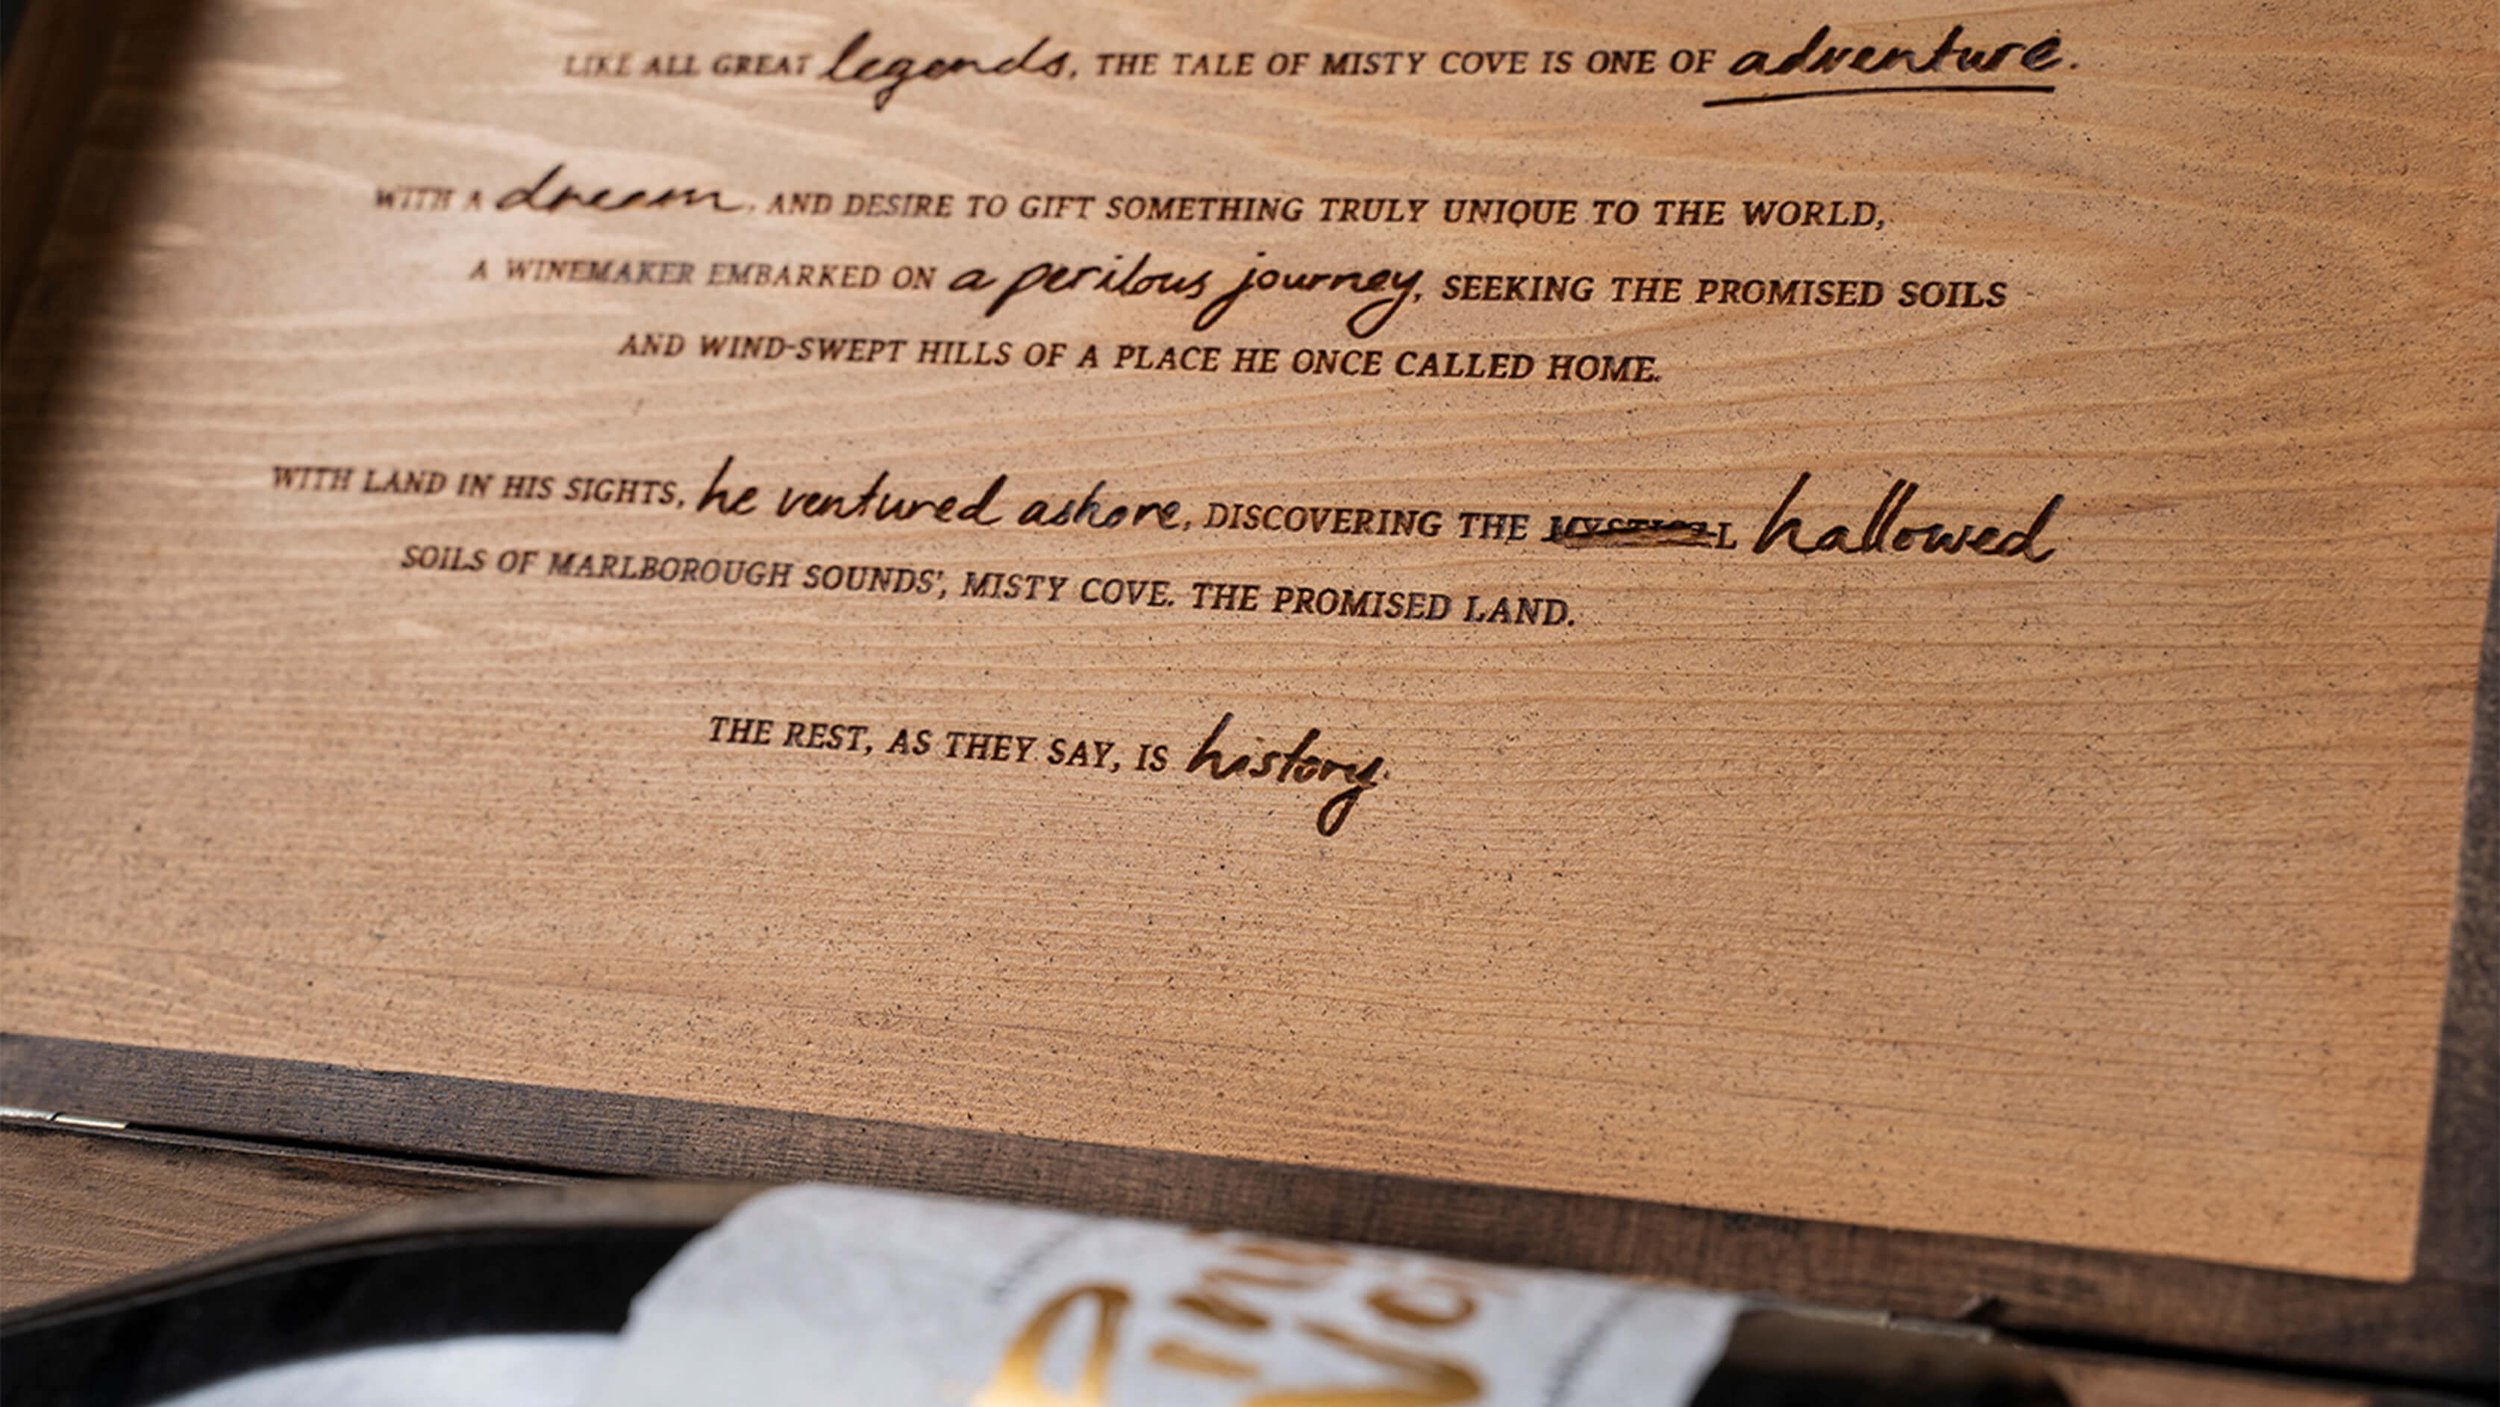 LIKE ALL GREAT legends, THE TALE OF MISTY COVE IS ONE OF adventure.
WITH A dream, AND DESIRE TO GIFT SOMETHING TRULY UNIQUE TO THE WORLD,
A WINEMAKER EMBARKED ON a perilous journey, SEEKING THE PROMISED SOILS
AND WIND-SWEPT HILLS OF A PLACE HE ONCE CALLED HOME.
WITH LAND IN HIS SIGHTS, he ventured ashore, DISCOVERING THE MYSTICAL hallowed
SOILS OF MARLBOROUGH SOUNDS', MISTY COVE. THE PROMISED LAND.
THE REST, AS THEY SAY, IS history.